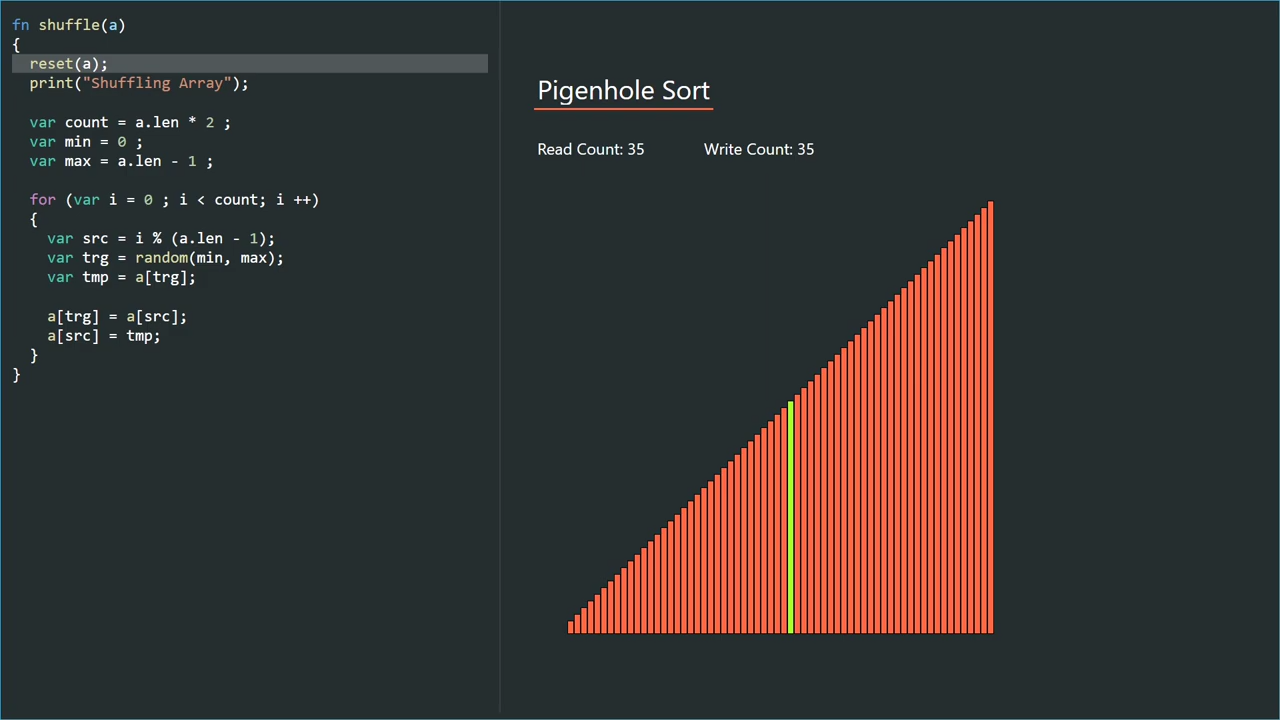 fn shuffle(a)
{
reset(a);
print("Shuffling Array");
var count = a.len * 2 ;
var min = 0 ;
var max = a.len - 1 ;
for (var i = 0 ; i < count; i ++)
{
var src = i % (a.len - 1);
var trg = random(min, max);
var tmp = a[trg];
a[trg] = a[src];
a[src] = tmp;
}
}
Pigenhole Sort
Read Count: 35 Write Count: 35